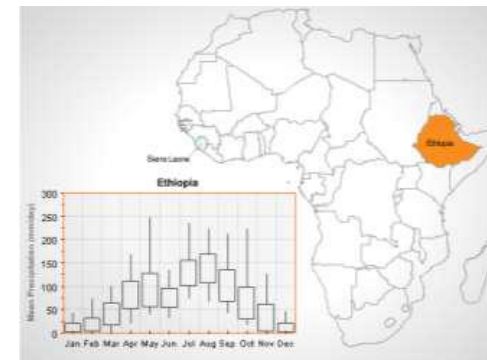 Ethiopia
Sierra Leone
Ethiopia
Mean Precipitation (mm/day)
300
250
200
150
100
50
0
Jan Feb Mar Apr May Jun Jul Aug Sep Oct Nov Dec